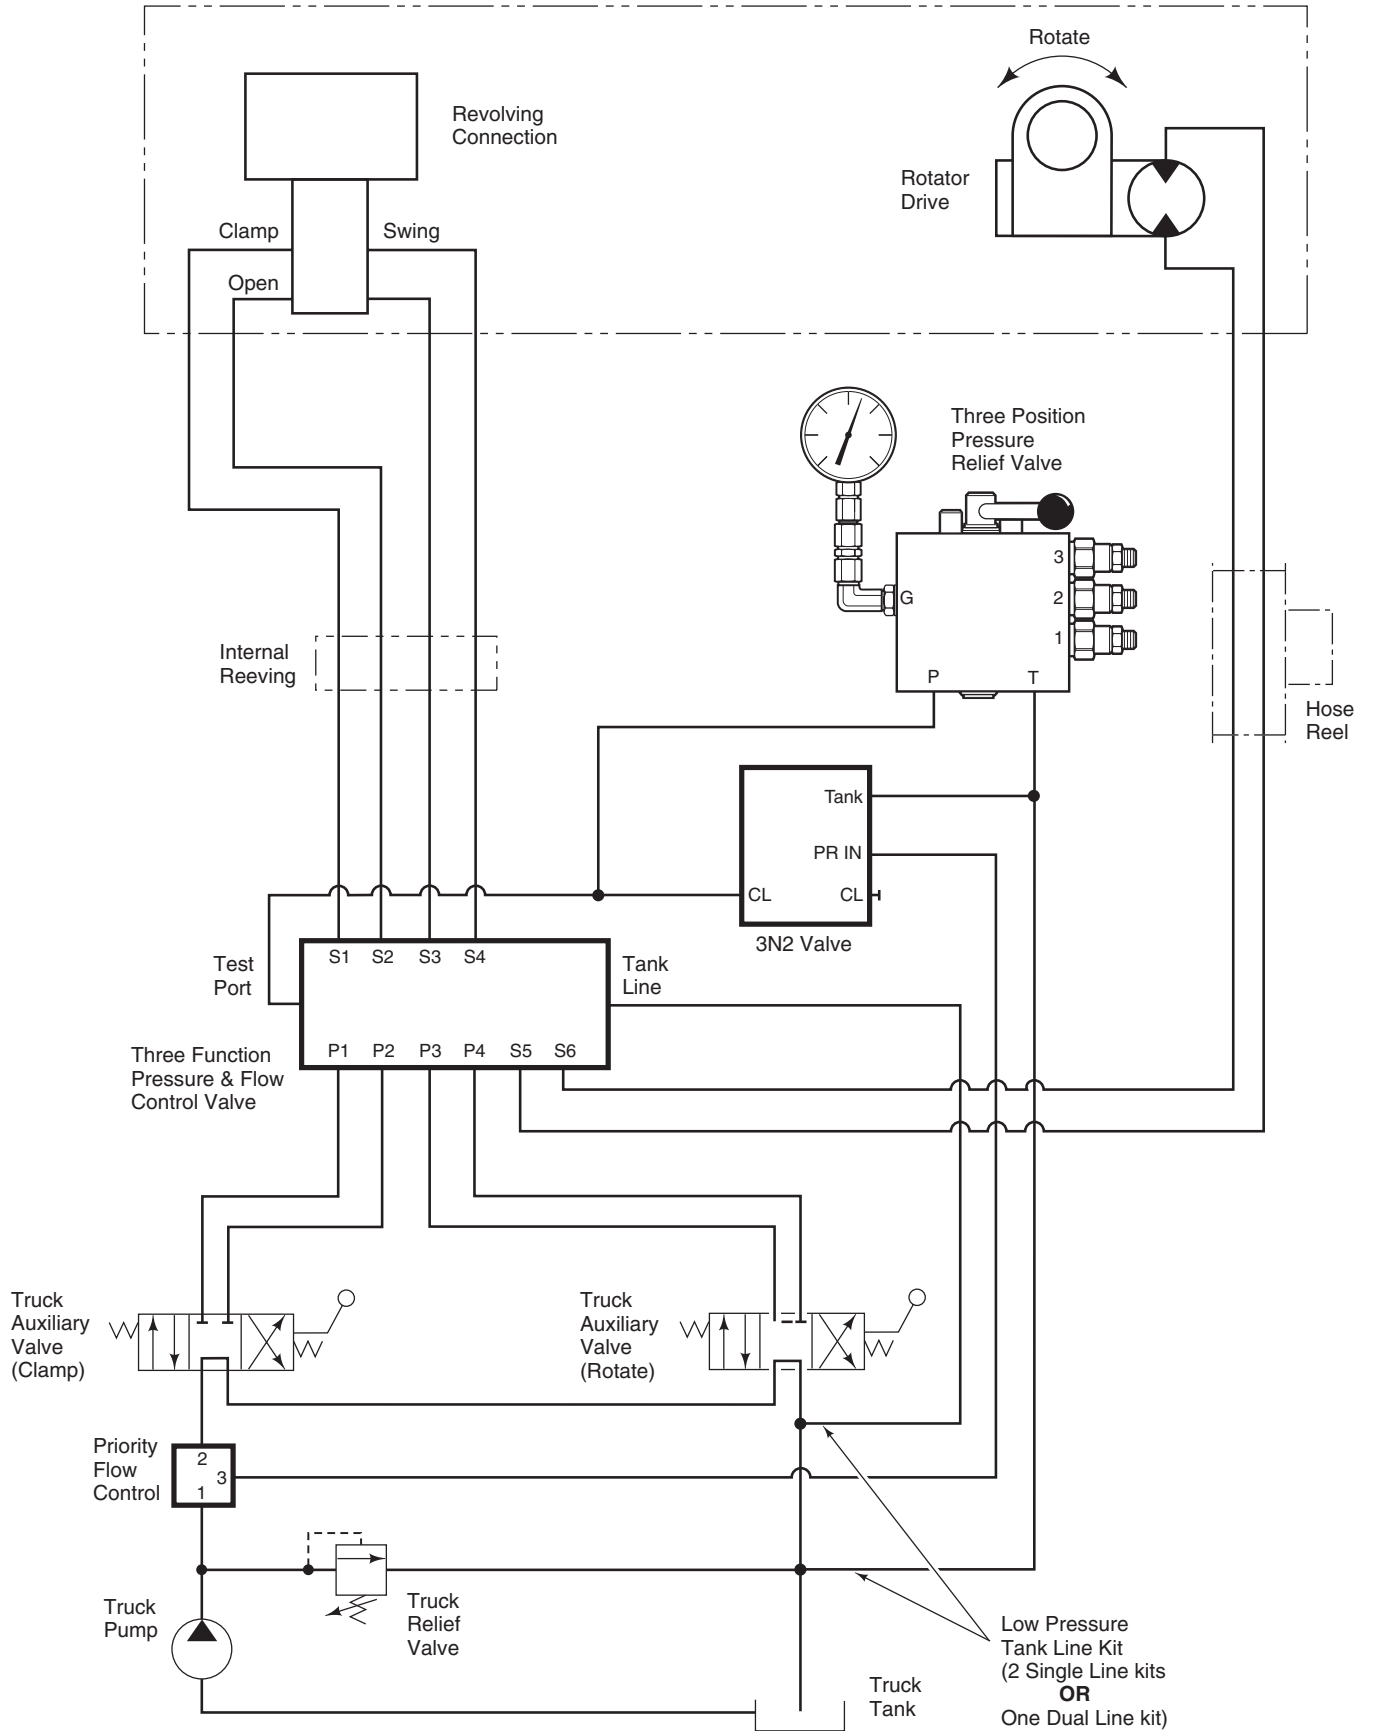 Rotate
Revolving
Connection
Rotator
Drive
Clamp
Swing
Open
Three Position
Pressure
Relief Valve
3
G
2
1
P
T
Internal
Reeving
Hose
Reel
Tank
PR IN
CL
CL
3N2 Valve
S1
S2
S3
S4
Test
Port
Tank
Line
P1
P2
P3
P4
S5
S6
Three Function
Pressure & Flow
Control Valve
Truck
Auxiliary
Valve
(Clamp)
Truck
Auxiliary
Valve
(Rotate)
Priority
Flow
Control
2
3
1
Truck
Pump
Truck
Relief
Valve
Low Pressure
Tank Line Kit
(2 Single Line kits
OR
One Dual Line kit)
Truck
Tank